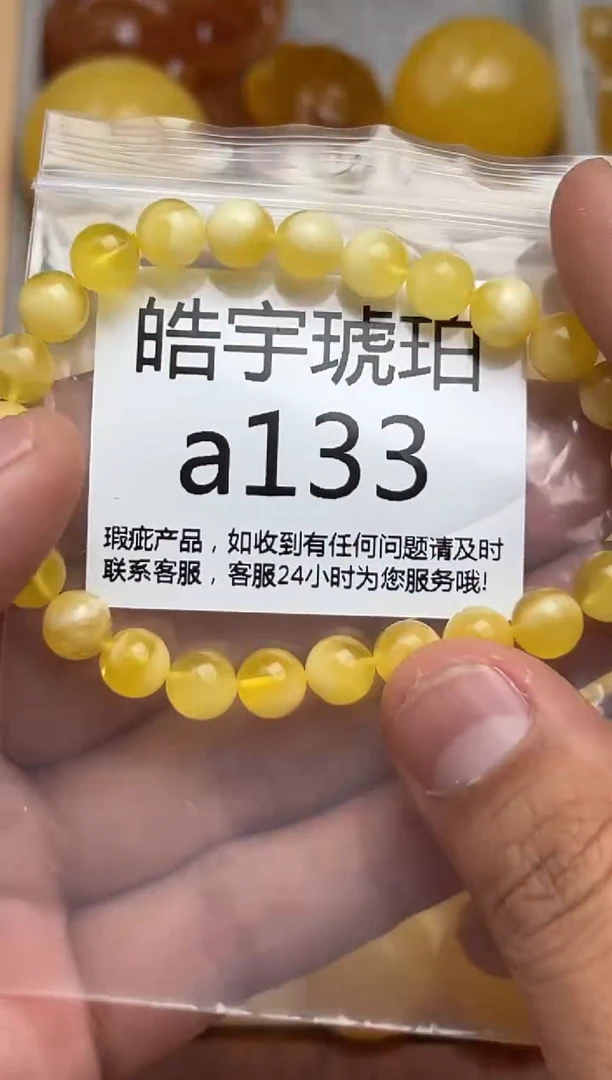 皓宇琥珀
a133
瑕疵产品，如收到有任何问题请及时
联系客服，客服24小时为您服务哦!